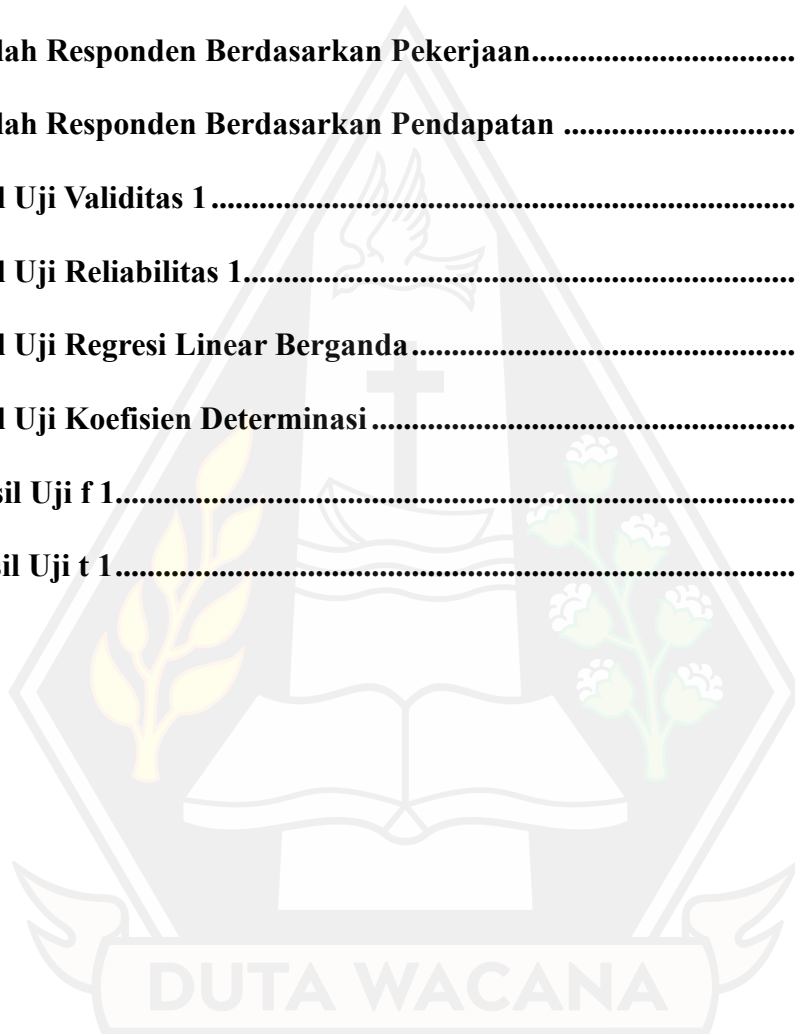 lah Responden Berdasarkan Pekerjaan................................
lah Responden Berdasarkan Pendapatan ............................
l Uji Validitas 1........................................................................
l Uji Reliabilitas 1....................................................................
l Uji Regresi Linear Berganda...............................................
l Uji Koefisien Determinasi....................................................
sil Uji f 1....................................................................................
sil Uji t 1....................................................................................
DUTA WACANA